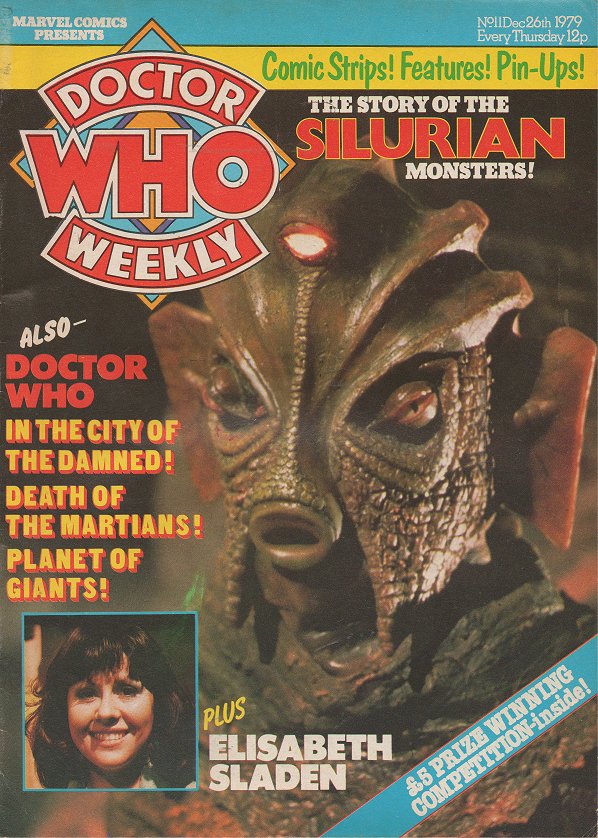 MARVEL COMICS
PRESENTS
Nº11 Dec 26th 1979
Every Thursday 12p
Comic Strips! Features! Pin-Ups!
DOCTOR
WHO
WEEKLY
THE STORY OF THE
SILURIAN
MONSTERS!
ALSO—
DOCTOR
WHO
IN THE CITY OF
THE DAMNED!
DEATH OF
THE MARTIANS!
PLANET OF
GIANTS!
PLUS
ELISABETH
SLADEN
£5 PRIZE WINNING
COMPETITION-inside!